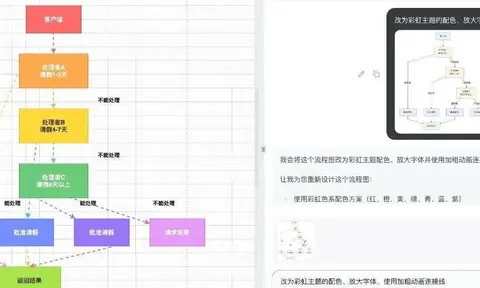 客户端
处理者A
请假1-3天
不能处理
处理者B
请假4-7天
不能处理
处理者C
请假8天以上
能处理
能处理
不能处理
批准请假
批准请假
请求结束
返回结果
改为彩虹主题的配色、放大字
我会将这个流程图改为彩虹主题配色、放大字体并使用加粗动画连
让我为您重新设计这个流程图：
使用彩虹色系配色方案（红、橙、黄、绿、青、蓝、紫）
改为彩虹主题的配色、放大字体、使用加粗动画连接线